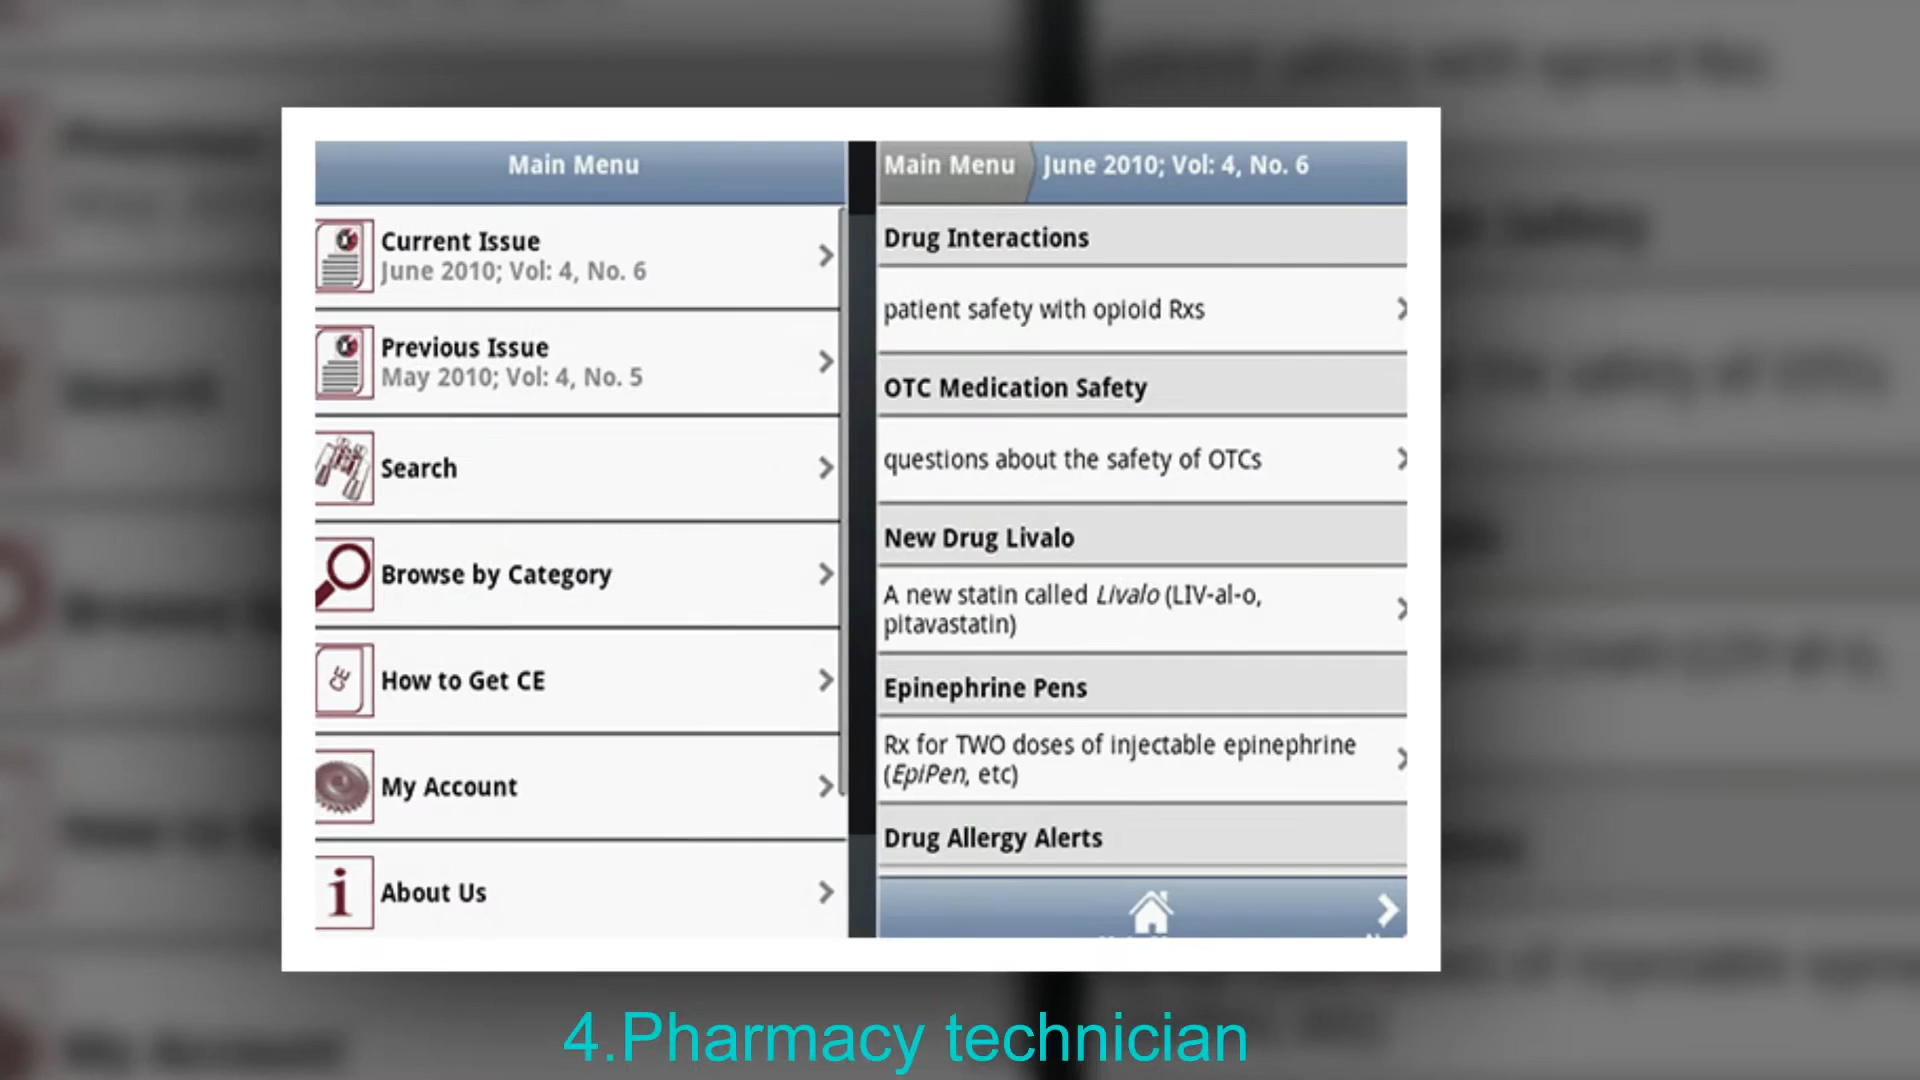 Main Menu
Current Issue
June 2010; Vol: 4, No. 6
Previous Issue
May 2010; Vol: 4, No. 5
Search
Browse by Category
CE
How to Get CE
My Account
i
About Us
Main Menu
June 2010; Vol: 4, No. 6
Drug Interactions
patient safety with opioid Rxs
OTC Medication Safety
questions about the safety of OTCs
New Drug Livalo
A new statin called Livalo (LIV-al-o,
pitavastatin)
Epinephrine Pens
Rx for TWO doses of injectable epinephrine
(EpiPen, etc)
Drug Allergy Alerts
4.Pharmacy technician